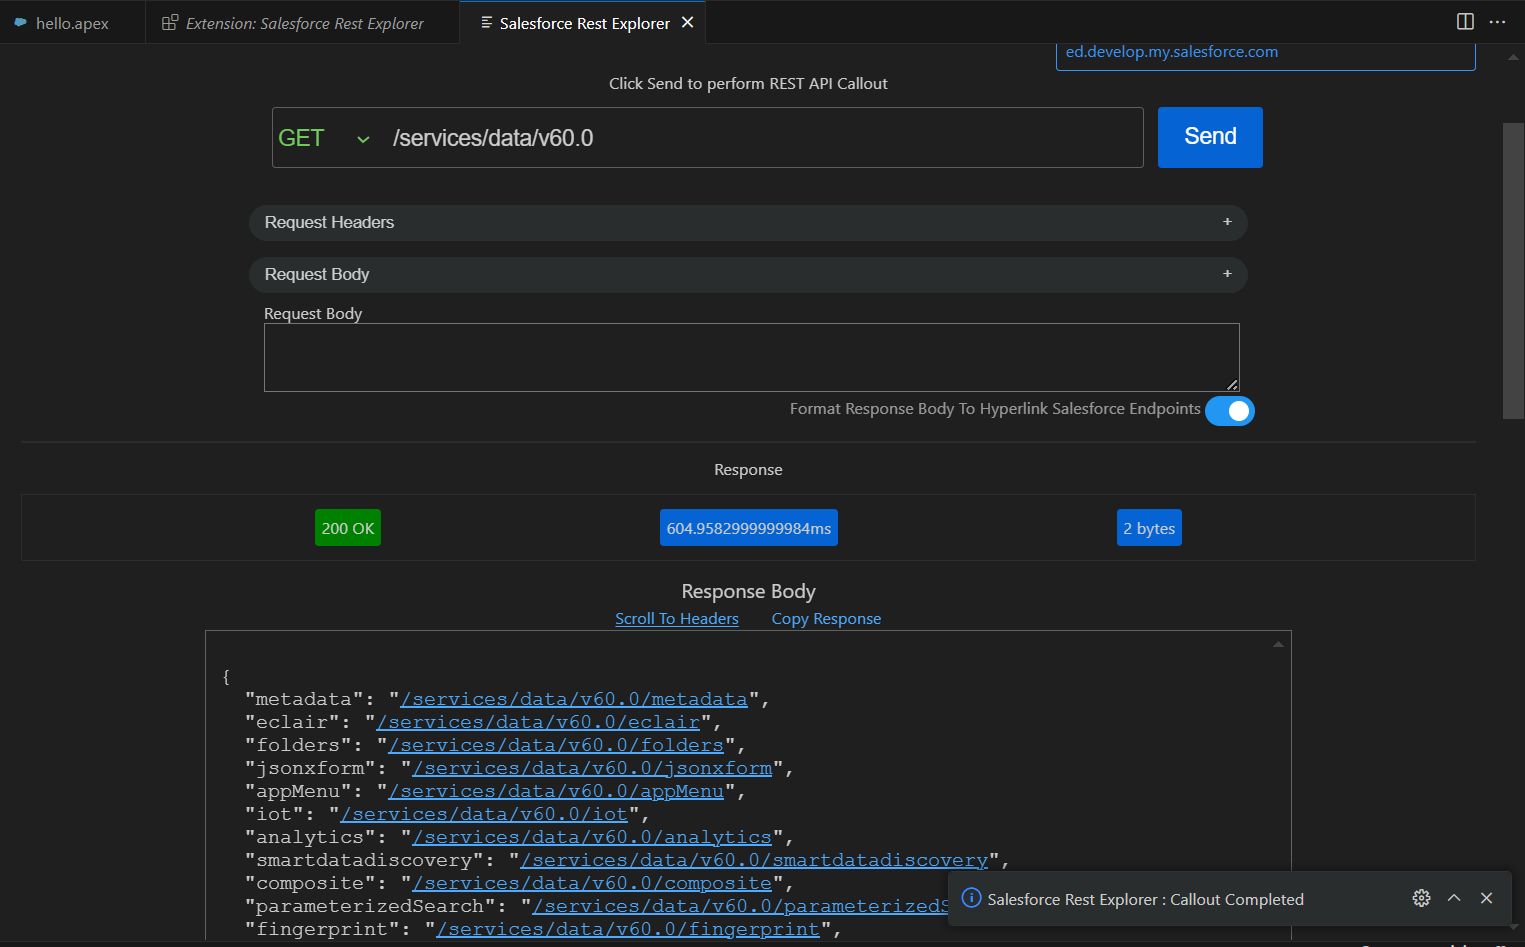 hello.apex
Extension: Salesforce Rest Explorer
Salesforce Rest Explorer
ed.develop.my.salesforce.com
Click Send to perform REST API Callout
GET /services/data/v60.0 Send
Request Headers +
Request Body +
Request Body
Format Response Body To Hyperlink Salesforce Endpoints
Response
200 OK 604.9582999999984ms 2 bytes
Response Body
Scroll To Headers Copy Response
{
"metadata": "/services/data/v60.0/metadata",
"eclair": "/services/data/v60.0/eclair",
"folders": "/services/data/v60.0/folders",
"jsonxform": "/services/data/v60.0/jsonxform",
"appMenu": "/services/data/v60.0/appMenu",
"iot": "/services/data/v60.0/iot",
"analytics": "/services/data/v60.0/analytics",
"smartdatadiscovery": "/services/data/v60.0/smartdatadiscovery",
"composite": "/services/data/v60.0/composite",
"parameterizedSearch": "/services/data/v60.0/parameterizedS
"fingerprint": "/services/data/v60.0/fingerprint",
Salesforce Rest Explorer : Callout Completed